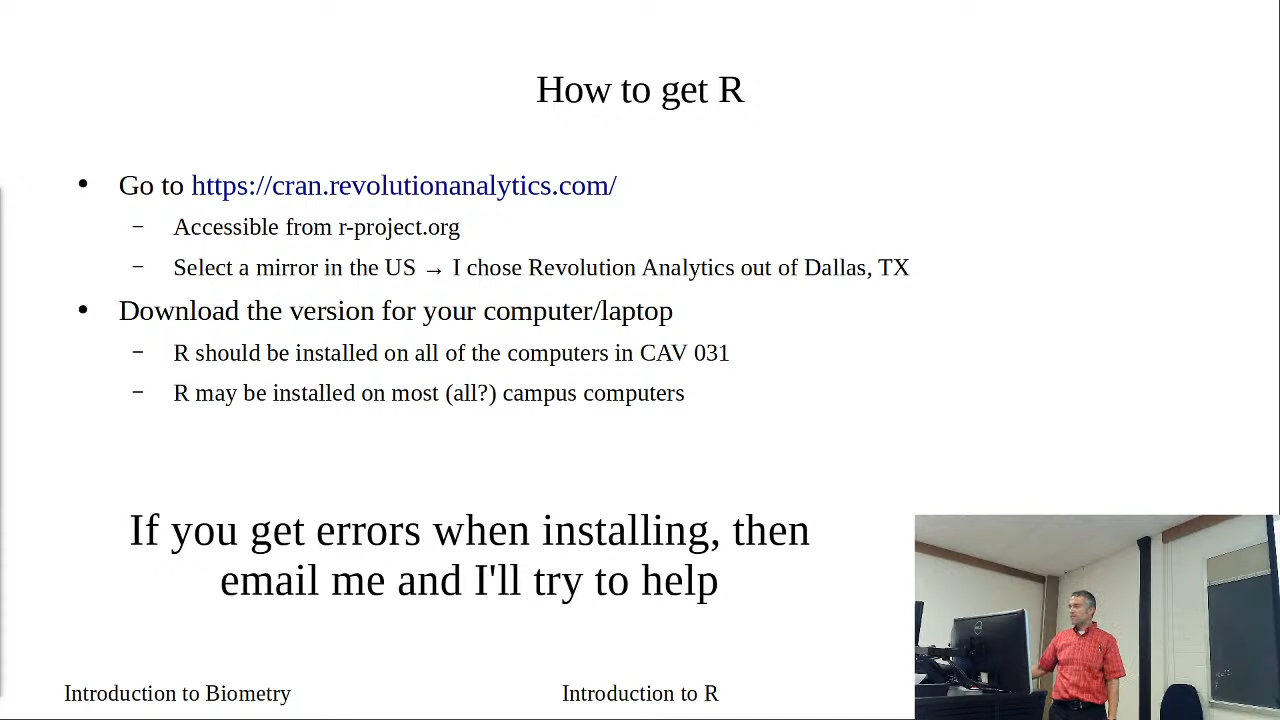 How to get R
• Go to https://cran.revolutionanalytics.com/
– Accessible from r-project.org
– Select a mirror in the US → I chose Revolution Analytics out of Dallas, TX
• Download the version for your computer/laptop
– R should be installed on all of the computers in CAV 031
– R may be installed on most (all?) campus computers
If you get errors when installing, then
email me and I'll try to help
Introduction to Biometry
Introduction to R